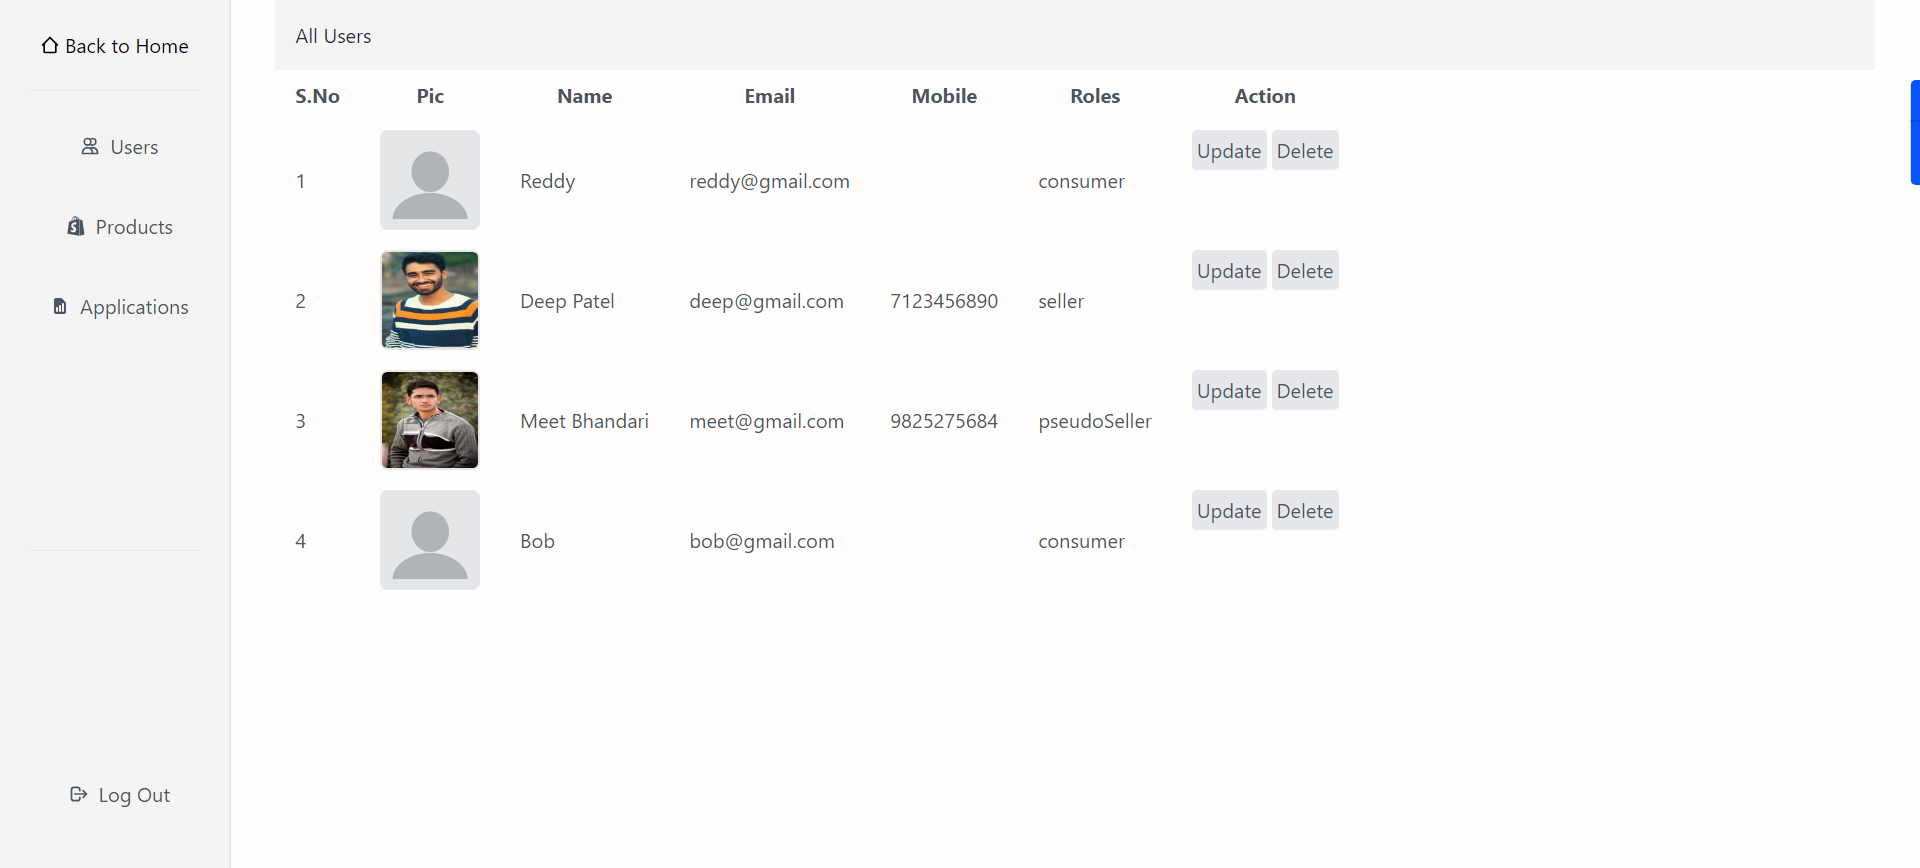 Back to Home
Users
Products
Applications
Log Out
All Users
S.No Pic Name Email Mobile Roles Action
1 Reddy reddy@gmail.com consumer Update Delete
2 Deep Patel deep@gmail.com 7123456890 seller Update Delete
3 Meet Bhandari meet@gmail.com 9825275684 pseudoSeller Update Delete
4 Bob bob@gmail.com consumer Update Delete